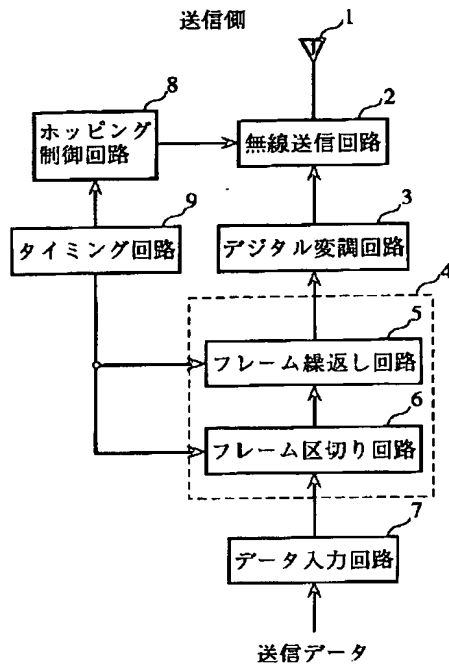 送信側
1
8
2
ホッピング
制御回路
無線送信回路
9
3
タイミング回路
デジタル変調回路
4
5
フレーム繰返し回路
6
フレーム区切り回路
7
データ入力回路
送信データ